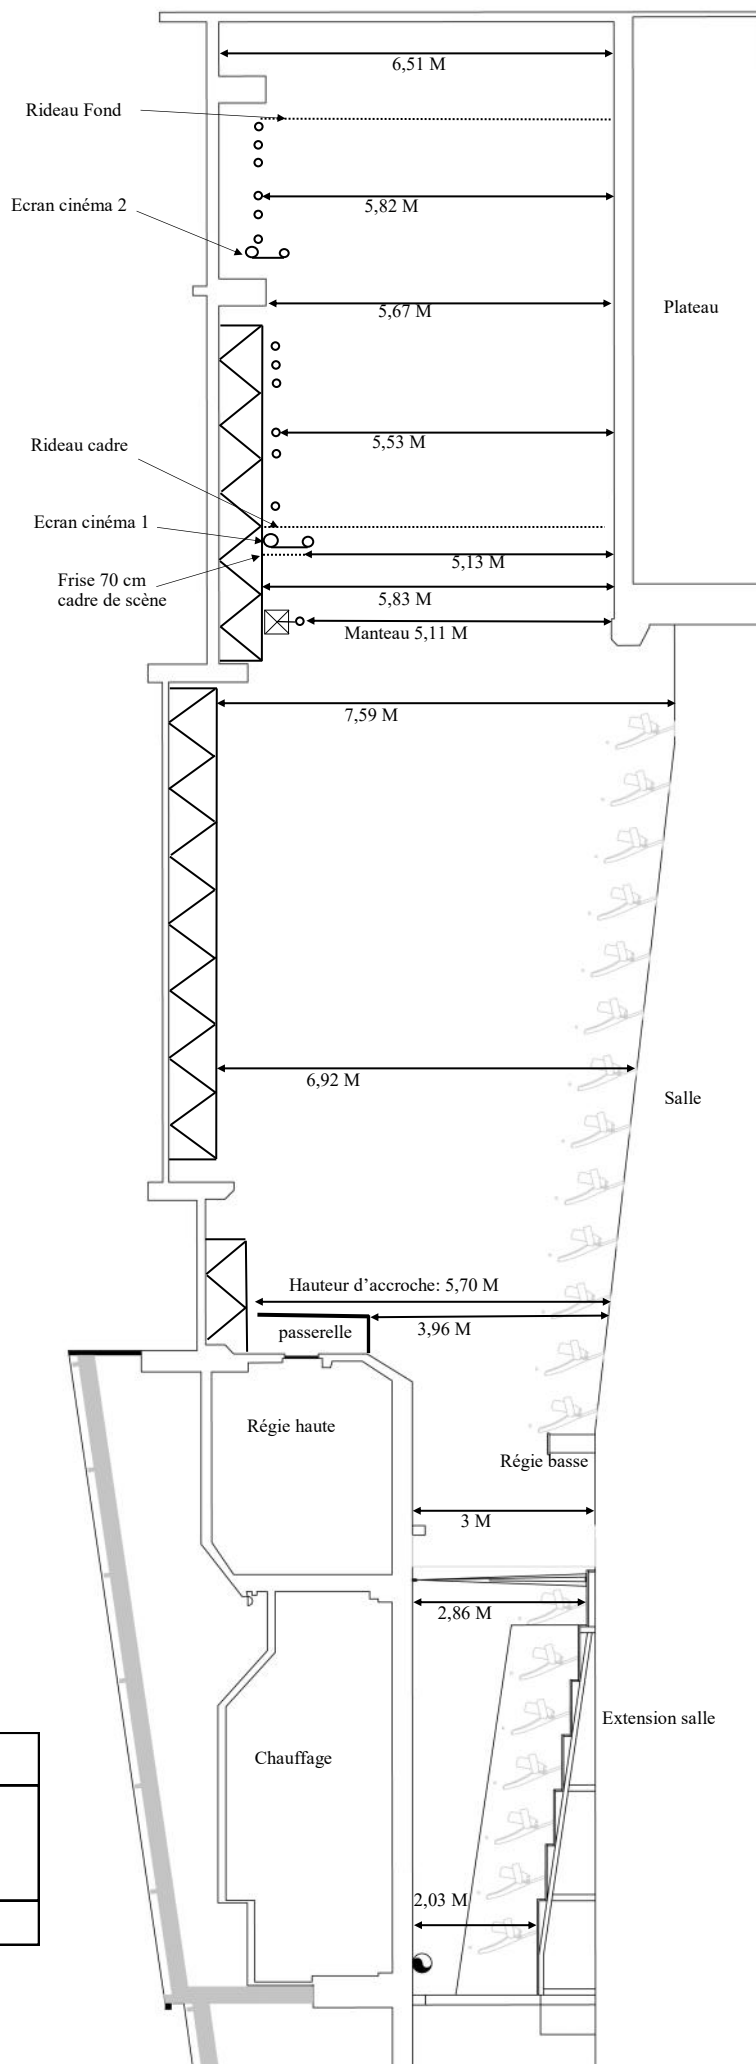 6,51 M
Rideau Fond
Ecran cinéma 2
5,82 M
5,67 M
Plateau
5,53 M
Rideau cadre
Ecran cinéma 1
5,13 M
Frise 70 cm
cadre de scène
5,83 M
Manteau 5,11 M
7,59 M
6,92 M
Salle
Hauteur d’accroche: 5,70 M
passerelle
3,96 M
Régie haute
Régie basse
3 M
2,86 M
Extension salle
Chauffage
2,03 M